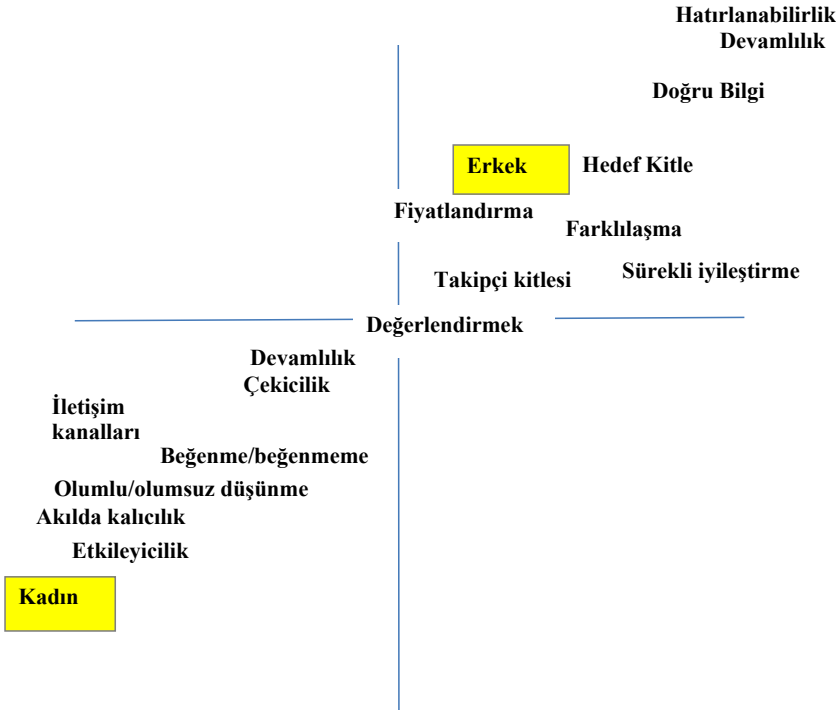 Hatırlanabilirlik
Devamlılık
Doğru Bilgi
Erkek
Hedef Kitle
Fiyatlandırma
Farklılaşma
Sürekli iyileştirme
Takipçi kitlesi
Değerlendirmek
Devamlılık
Çekicilik
İletişim
kanalları
Beğenme/beğenmeme
Olumlu/olumsuz düşünme
Akılda kalıcılık
Etkileyicilik
Kadın